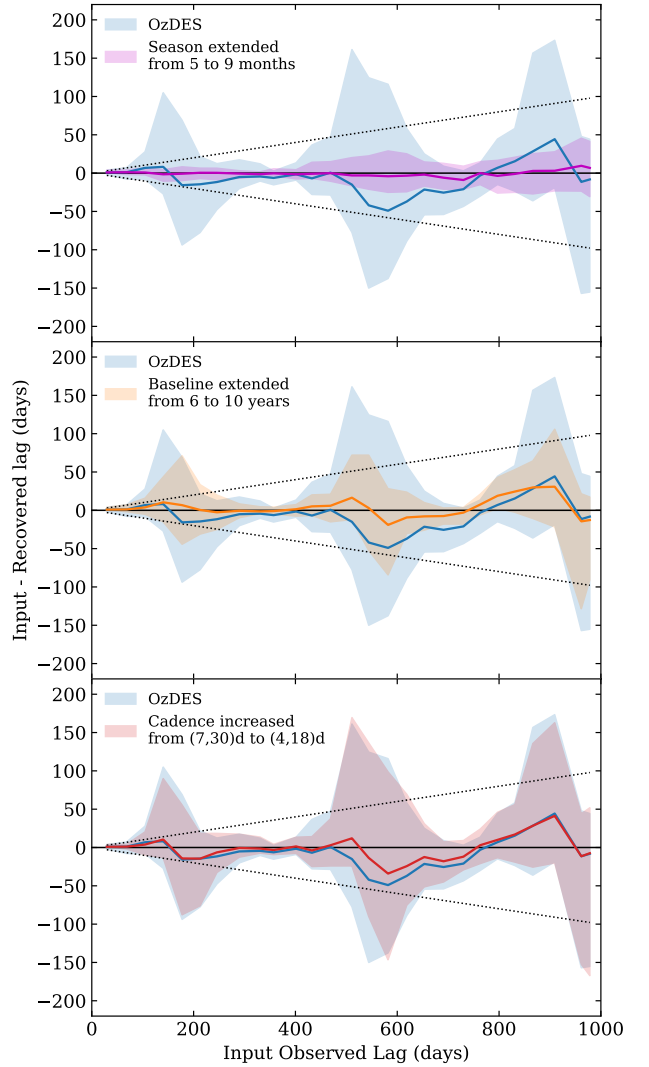 OzDES
Season extended
from 5 to 9 months
200
150
100
50
0
−50
−100
−150
−200
OzDES
Baseline extended
from 6 to 10 years
200
150
100
50
0
−50
−100
−150
−200
Input - Recovered lag (days)
OzDES
Cadence increased
from (7,30)d to (4,18)d
200
150
100
50
0
−50
−100
−150
−200
0 200 400 600 800 1000
Input Observed Lag (days)